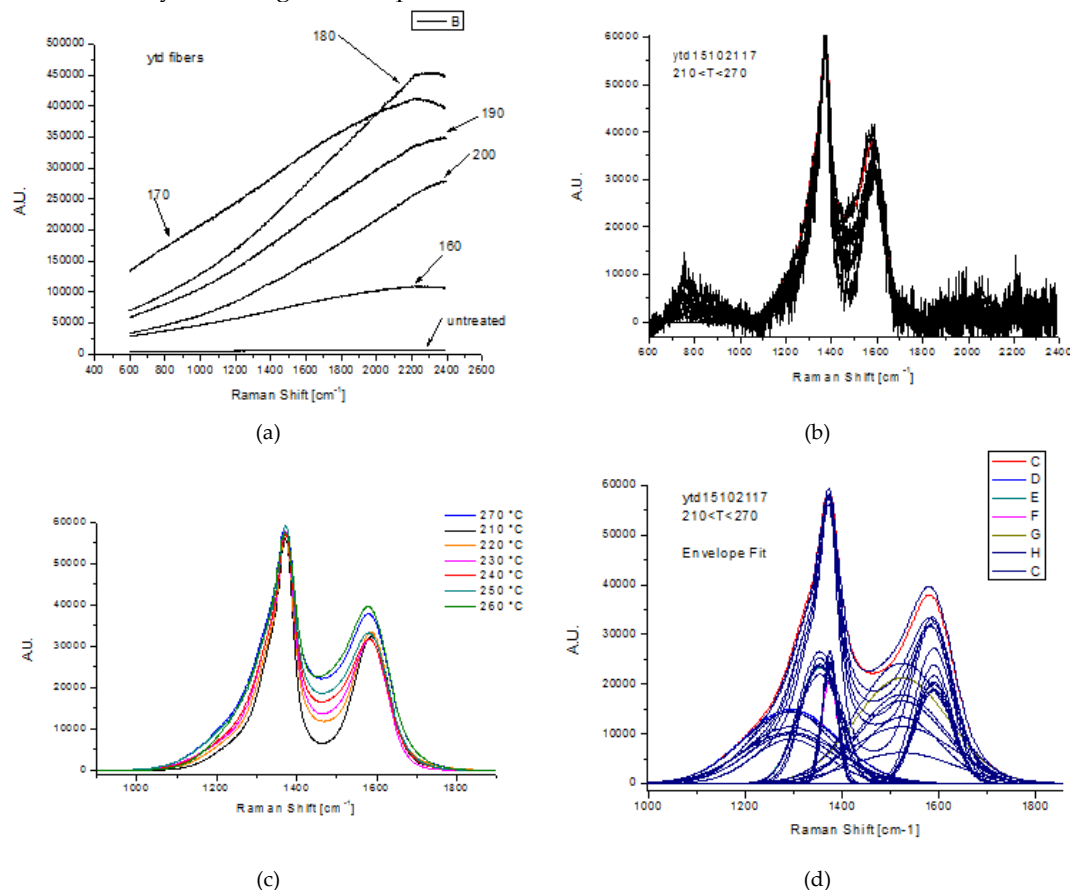 B
ytd fibers
180
190
200
170
160
untreated
500000
450000
400000
350000
300000
250000
200000
150000
100000
50000
0
A.U.
400 600 800 1000 1200 1400 1600 1800 2000 2200 2400 2600
Raman Shift [cm⁻¹]
(a)
ytd15102117
210<T<270
60000
50000
40000
30000
20000
10000
0
A.U.
600 800 1000 1200 1400 1600 1800 2000 2200 2400
Raman Shift [cm⁻¹]
(b)
270 °C
210 °C
220 °C
230 °C
240 °C
250 °C
260 °C
60000
50000
40000
30000
20000
10000
0
A.U.
1000 1200 1400 1600 1800
Raman Shift [cm⁻¹]
(c)
C
D
E
F
G
H
C
ytd15102117
210<T<270
Envelope Fit
60000
50000
40000
30000
20000
10000
0
A.U.
1000 1200 1400 1600 1800
Raman Shift [cm-1]
(d)